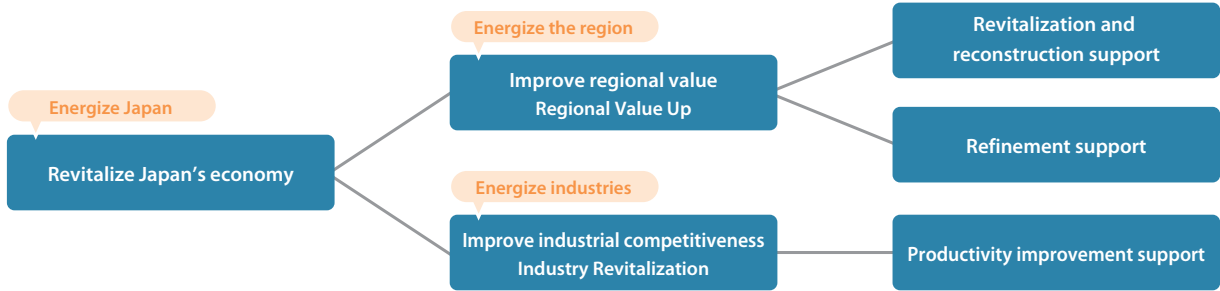 Energize Japan
Revitalize Japan’s economy
Energize the region
Improve regional value
Regional Value Up
Energize industries
Improve industrial competitiveness
Industry Revitalization
Revitalization and
reconstruction support
Refinement support
Productivity improvement support